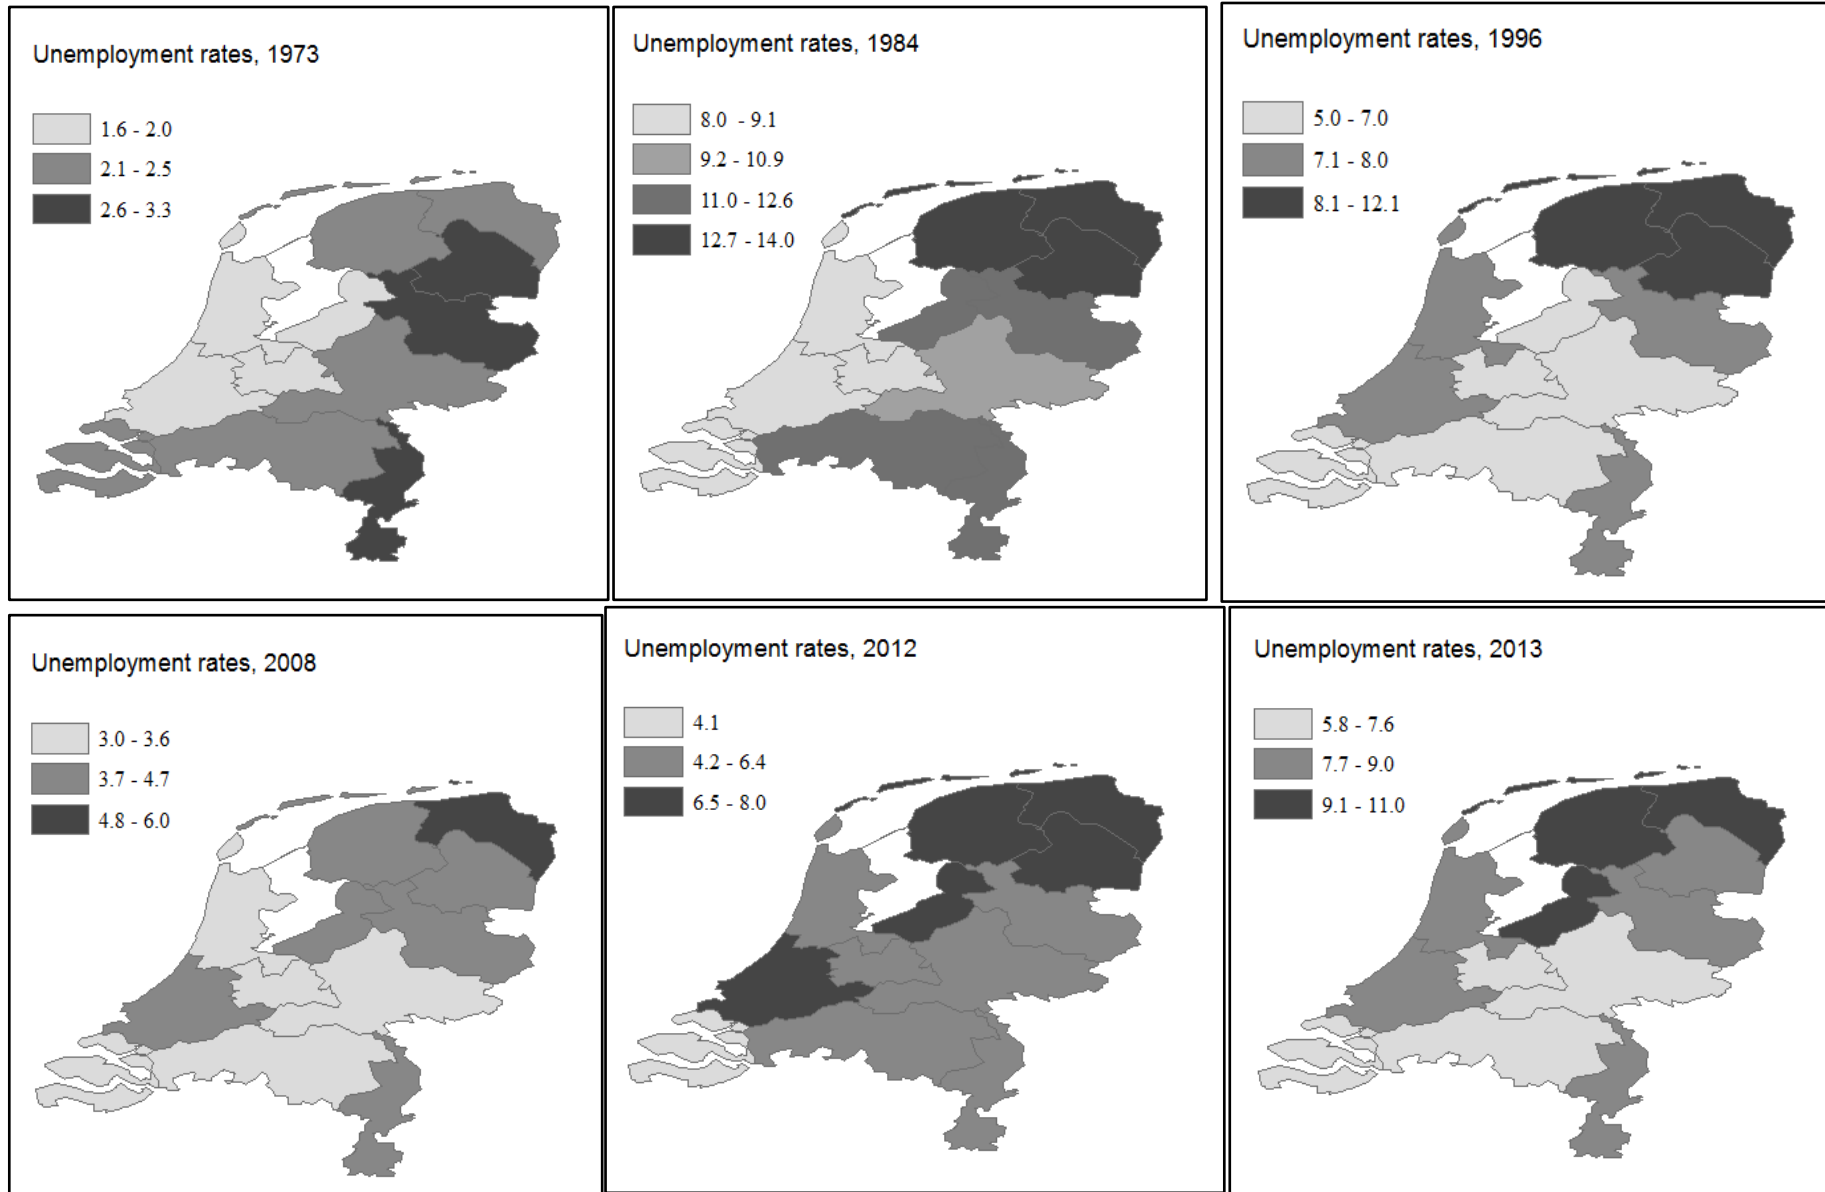 Unemployment rates, 1973
1.6 - 2.0
2.1 - 2.5
2.6 - 3.3
Unemployment rates, 1984
8.0 - 9.1
9.2 - 10.9
11.0 - 12.6
12.7 - 14.0
Unemployment rates, 1996
5.0 - 7.0
7.1 - 8.0
8.1 - 12.1
Unemployment rates, 2008
3.0 - 3.6
3.7 - 4.7
4.8 - 6.0
Unemployment rates, 2012
4.1
4.2 - 6.4
6.5 - 8.0
Unemployment rates, 2013
5.8 - 7.6
7.7 - 9.0
9.1 - 11.0